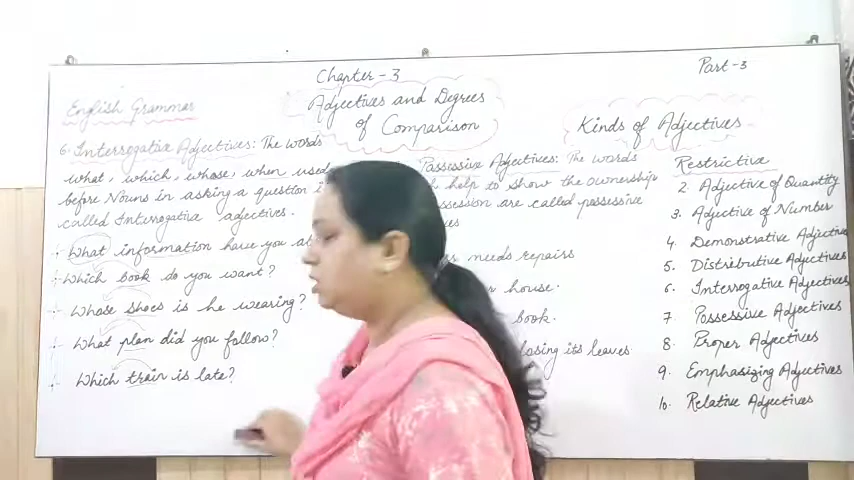 Chapter-3
Part-3
English Grammar
Adjectives and Degrees
of Comparison
Kinds of Adjectives
6. Interrogative Adjectives: The words
what, which, whose, when used
before Nouns in asking a question
called Interrogative adjectives.
What information have you
Which book do you want?
Whose shoes is he wearing?
What plan did you follow?
Which train is late?
Possessive Adjectives: The words
help to show the ownership
are called possessive
needs repairs
house.
book.
losing its leaves.
Restrictive
2. Adjective of Quantity
3. Adjective of Number
4. Demonstrative Adjectives
5. Distributive Adjectives
6. Interrogative Adjectives
7. Possessive Adjectives
8. Proper Adjectives
9. Emphasizing Adjectives
10. Relative Adjectives